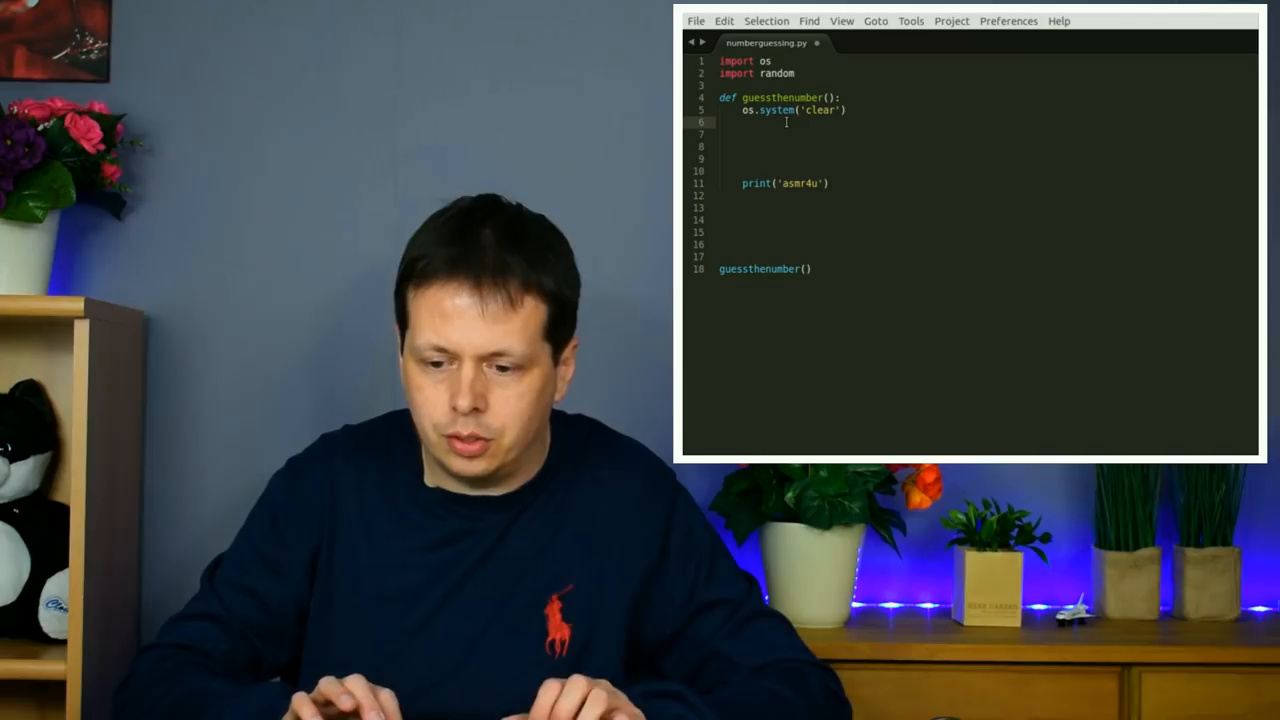 File Edit Selection Find View Goto Tools Project Preferences Help
numberguessing.py
1 import os
2 import random
3
4 def guessthenumber():
5 os.system('clear')
6
7
8
9
10
11 print('asmr4u')
12
13
14
15
16
17
18 guessthenumber()
HERB GARDEN